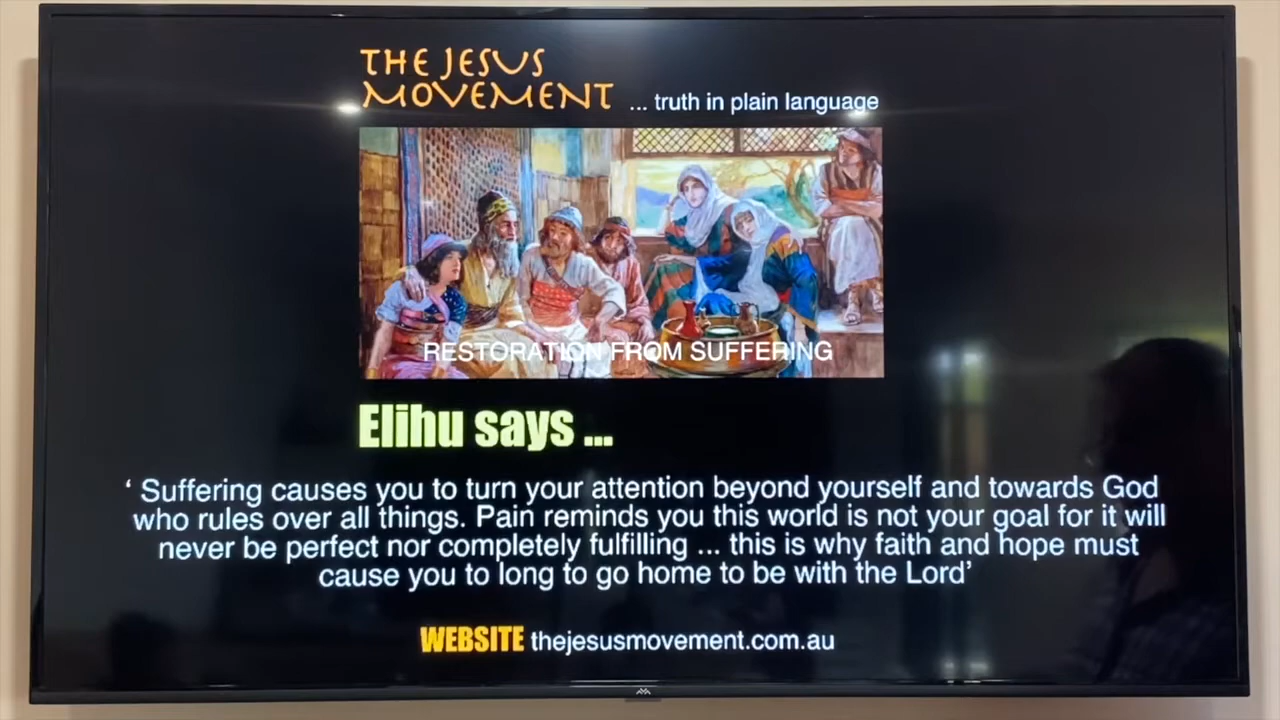 THE JESUS
MOVEMENT ... truth in plain language
RESTORATION FROM SUFFERING
Elihu says ...
‘ Suffering causes you to turn your attention beyond yourself and towards God
who rules over all things. Pain reminds you this world is not your goal for it will
never be perfect nor completely fulfilling ... this is why faith and hope must
cause you to long to go home to be with the Lord’
WEBSITE thejesusmovement.com.au